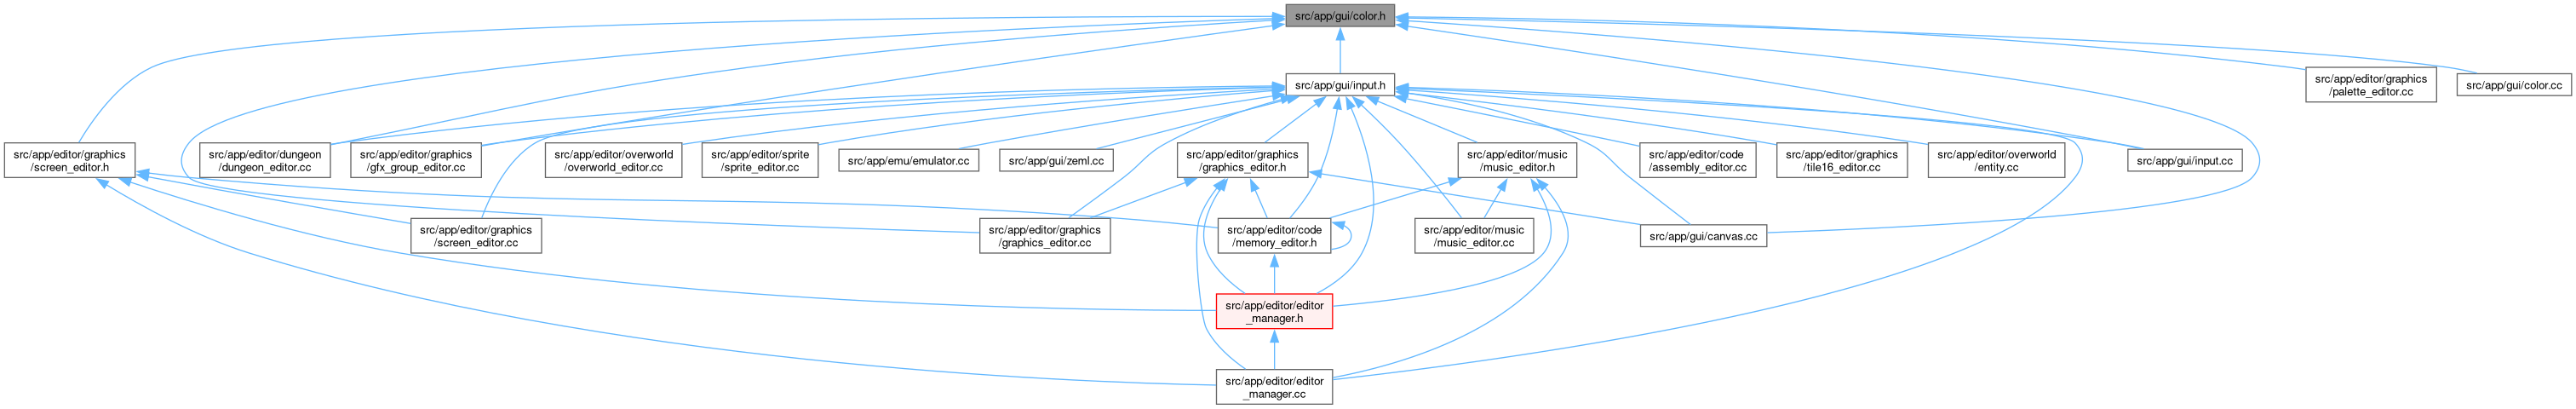 src/app/gui/color.h
src/app/gui/input.h
src/app/editor/graphics
/palette_editor.cc
src/app/gui/color.cc
src/app/editor/graphics
/screen_editor.h
src/app/editor/dungeon
/dungeon_editor.cc
src/app/editor/graphics
/gfx_group_editor.cc
src/app/editor/overworld
/overworld_editor.cc
src/app/editor/sprite
/sprite_editor.cc
src/app/emu/emulator.cc
src/app/gui/zeml.cc
src/app/editor/graphics
/graphics_editor.h
src/app/editor/music
/music_editor.h
src/app/editor/code
/assembly_editor.cc
src/app/editor/graphics
/tile16_editor.cc
src/app/editor/overworld
/entity.cc
src/app/gui/input.cc
src/app/editor/graphics
/screen_editor.cc
src/app/editor/graphics
/graphics_editor.cc
src/app/editor/code
/memory_editor.h
src/app/editor/music
/music_editor.cc
src/app/gui/canvas.cc
src/app/editor/editor
_manager.h
src/app/editor/editor
_manager.cc